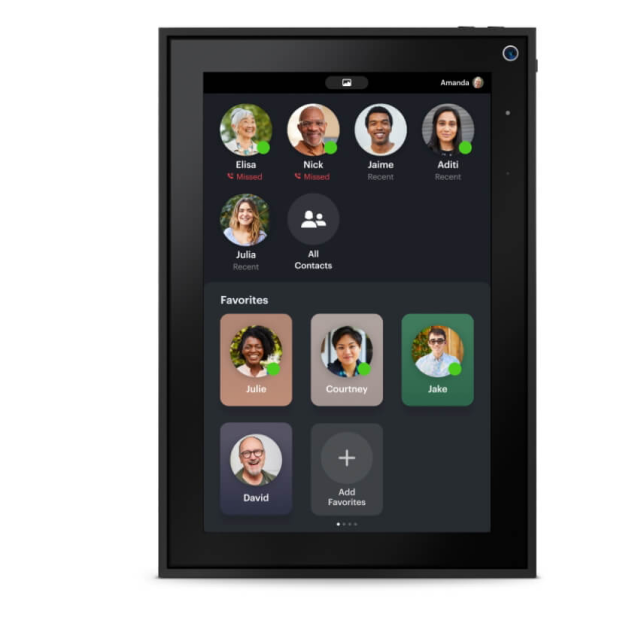 Amanda
Elisa
Missed
Nick
Missed
Jaime
Recent
Aditi
Recent
Julia
Recent
All
Contacts
Favorites
Julie
Courtney
Jake
David
Add
Favorites